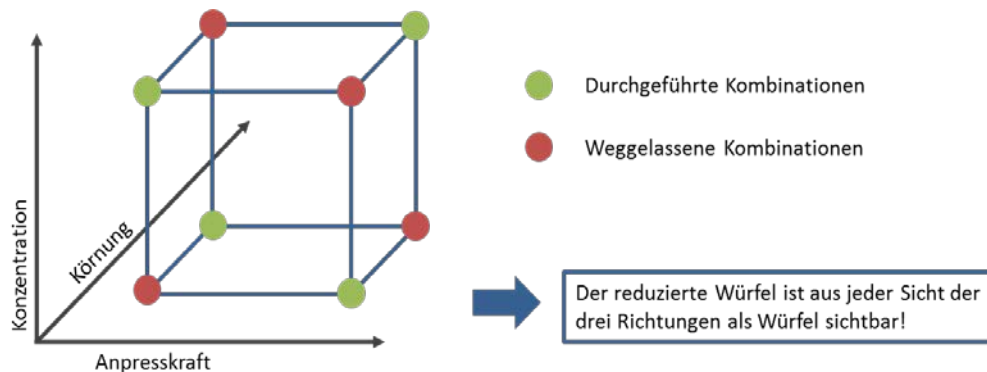 Konzentration
Körnung
Anpresskraft
Durchgeführte Kombinationen
Weggelassene Kombinationen
Der reduzierte Würfel ist aus jeder Sicht der
drei Richtungen als Würfel sichtbar!